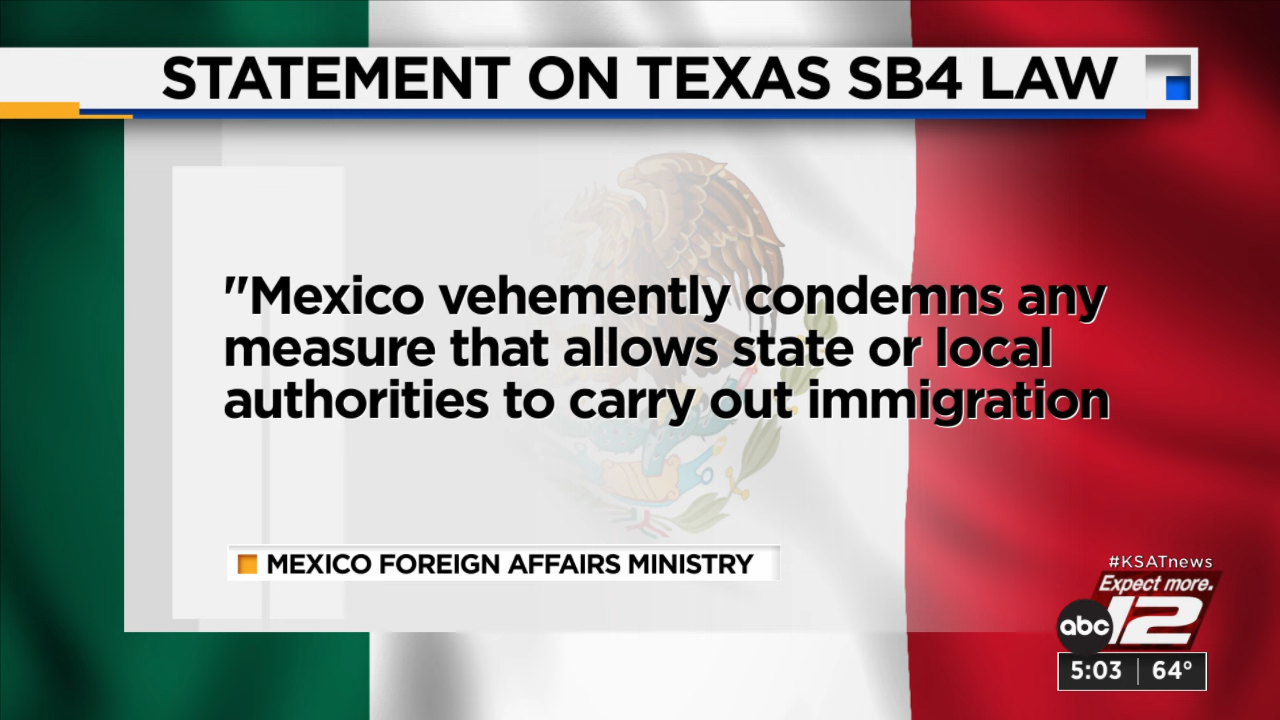 STATEMENT ON TEXAS SB4 LAW
"Mexico vehemently condemns any
measure that allows state or local
authorities to carry out immigration
MEXICO FOREIGN AFFAIRS MINISTRY
#KSATnews
Expect more.
abc 12
5:03 64°